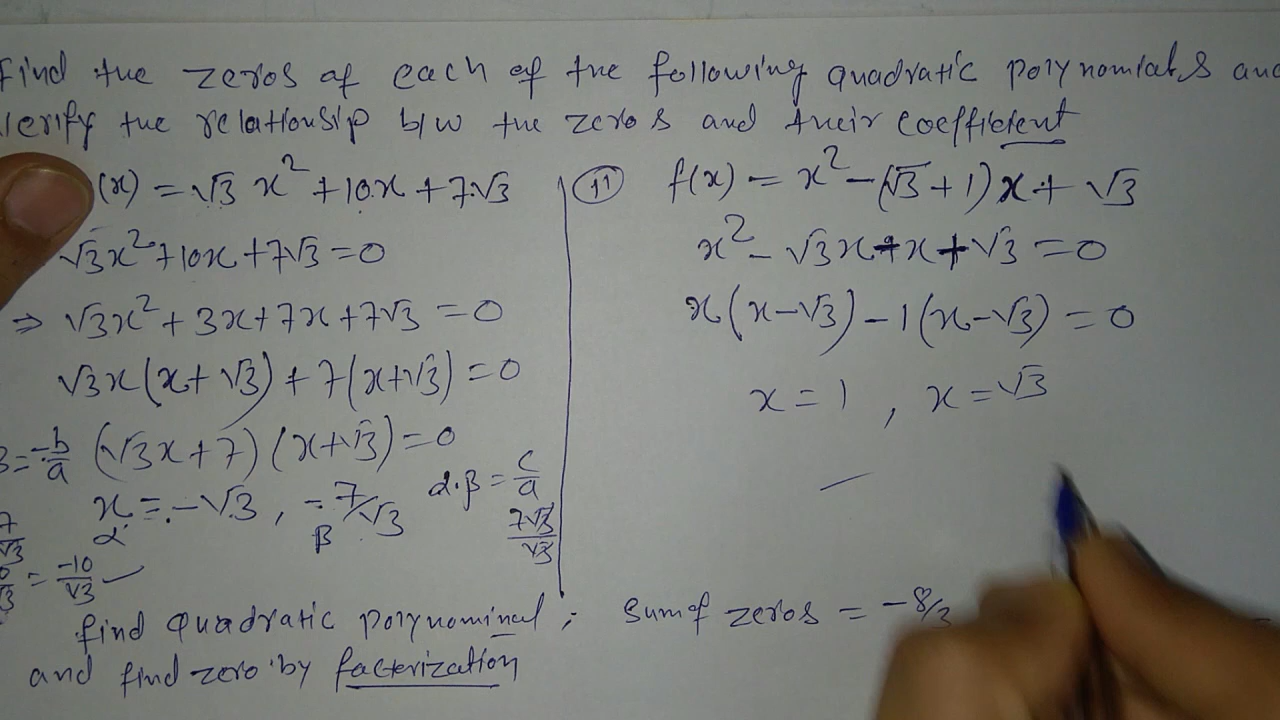 Find the zeros of each of the following quadratic polynomials and
verify the relationship b/w the zeros and their coefficient
(x) = √3 x² + 10x + 7√3
√3x² + 10x + 7√3 = 0
⇒ √3x² + 3x + 7x + 7√3 = 0
√3x(x + √3) + 7(x + √3) = 0
-b/a (√3x + 7)(x + √3) = 0
x = -√3, -7/√3 α.β = c/a
α β 7√3/√3
7/√3
= -10/√3 ✓
(11) f(x) = x² - (√3 + 1)x + √3
x² - √3x - x + √3 = 0
x(x - √3) - 1(x - √3) = 0
x = 1 , x = √3
find quadratic polynominal ; sum of zeros = -8/3
and find zero by facterization